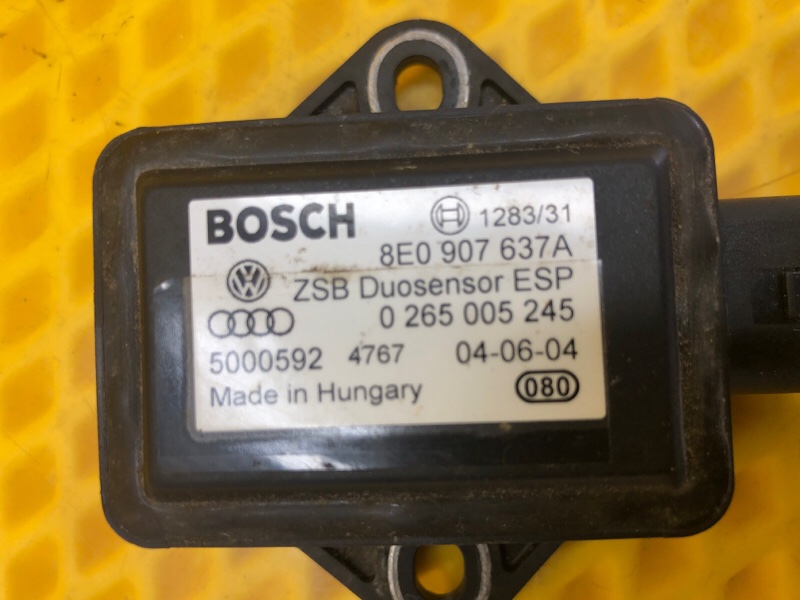 BOSCH 1283/31
8E0 907 637A
ZSB Duosensor ESP
0 265 005 245
5000592 4767 04-06-04
Made in Hungary 080